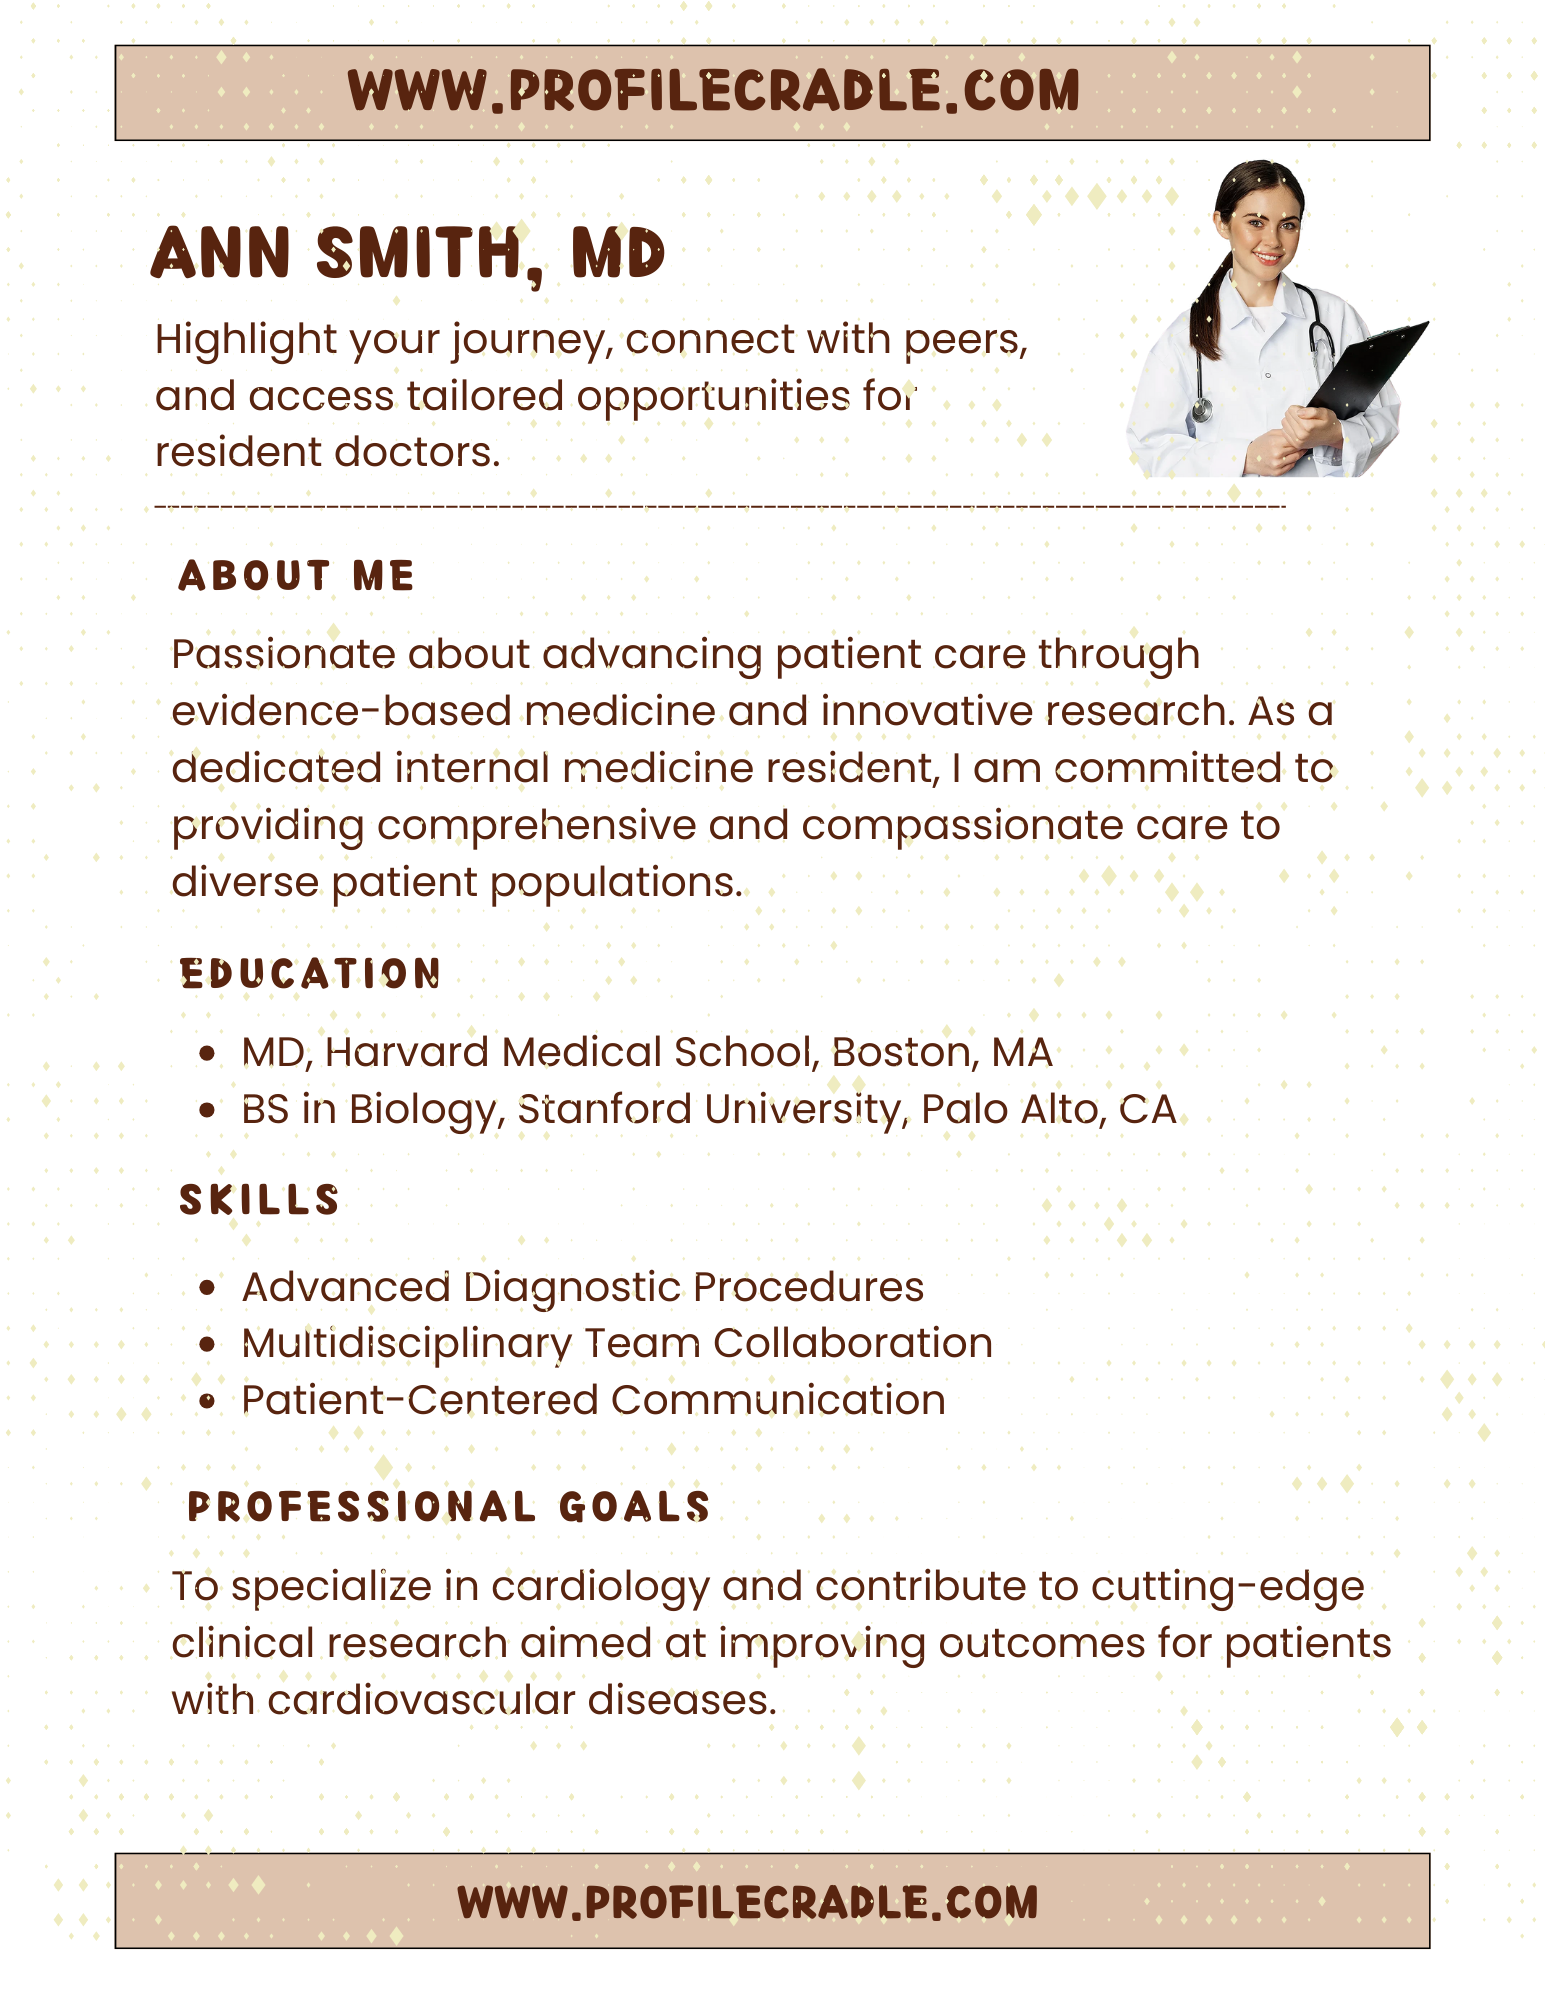 WWW.PROFILECRADLE.COM
ANN SMITH, MD
Highlight your journey, connect with peers,
and access tailored opportunities for
resident doctors.
ABOUT ME
Passionate about advancing patient care through
evidence-based medicine and innovative research. As a
dedicated internal medicine resident, I am committed to
providing comprehensive and compassionate care to
diverse patient populations.
EDUCATION
• MD, Harvard Medical School, Boston, MA
• BS in Biology, Stanford University, Palo Alto, CA
SKILLS
• Advanced Diagnostic Procedures
• Multidisciplinary Team Collaboration
• Patient-Centered Communication
PROFESSIONAL GOALS
To specialize in cardiology and contribute to cutting-edge
clinical research aimed at improving outcomes for patients
with cardiovascular diseases.
WWW.PROFILECRADLE.COM